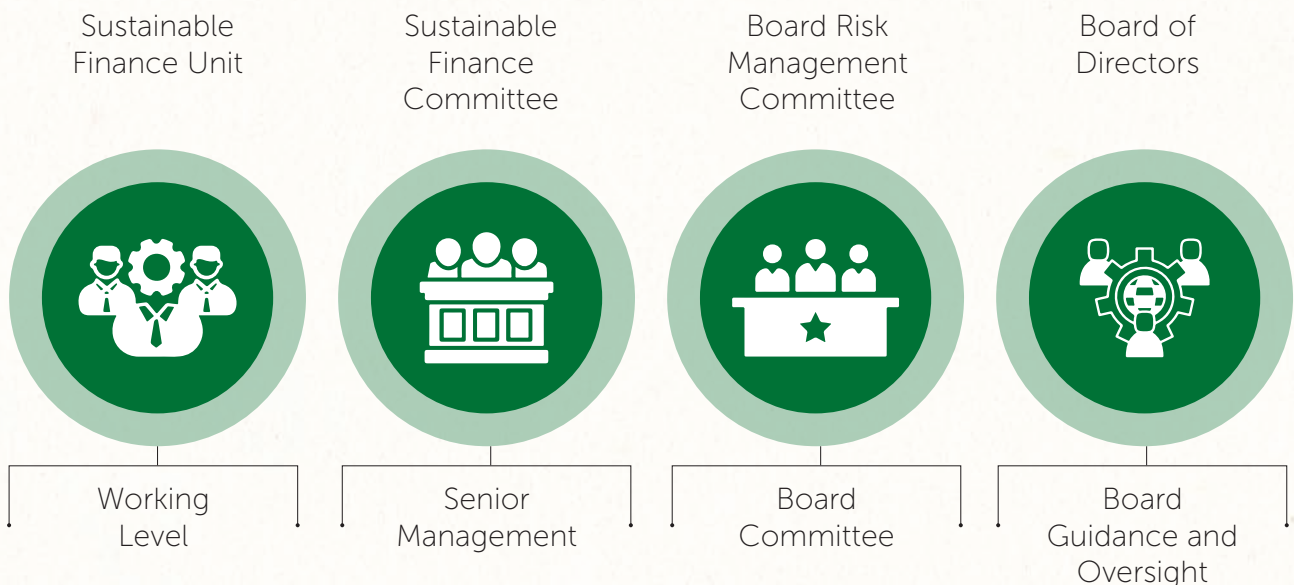 Sustainable
Finance Unit
Sustainable
Finance
Committee
Board Risk
Management
Committee
Board of
Directors
Working
Level
Senior
Management
Board
Committee
Board
Guidance and
Oversight